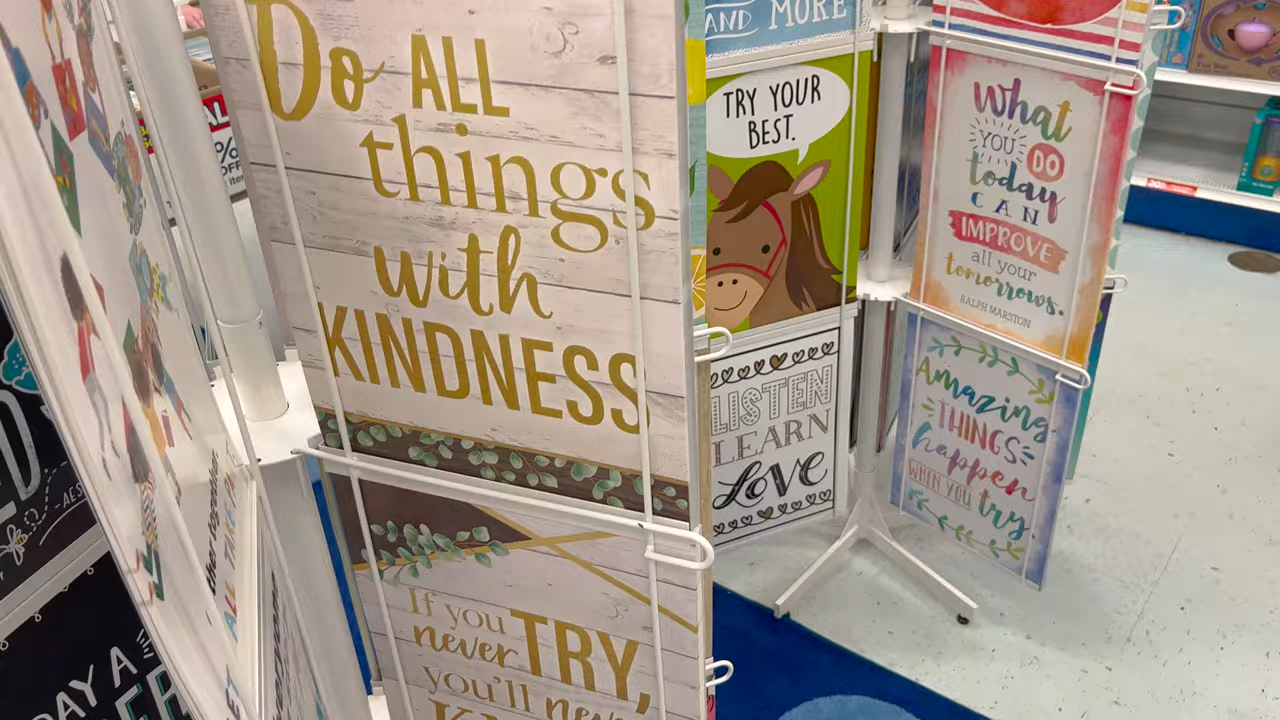 Do ALL
things
with
KINDNESS
If you
never TRY,
you'll never
AND MORE
TRY YOUR
BEST.
LISTEN
LEARN
LOVE
What
YOU DO
today
CAN
IMPROVE
all your
tomorrows.
RALPH MARSTON
Amazing
THINGS
happen
WHEN YOU try.
%
OFF